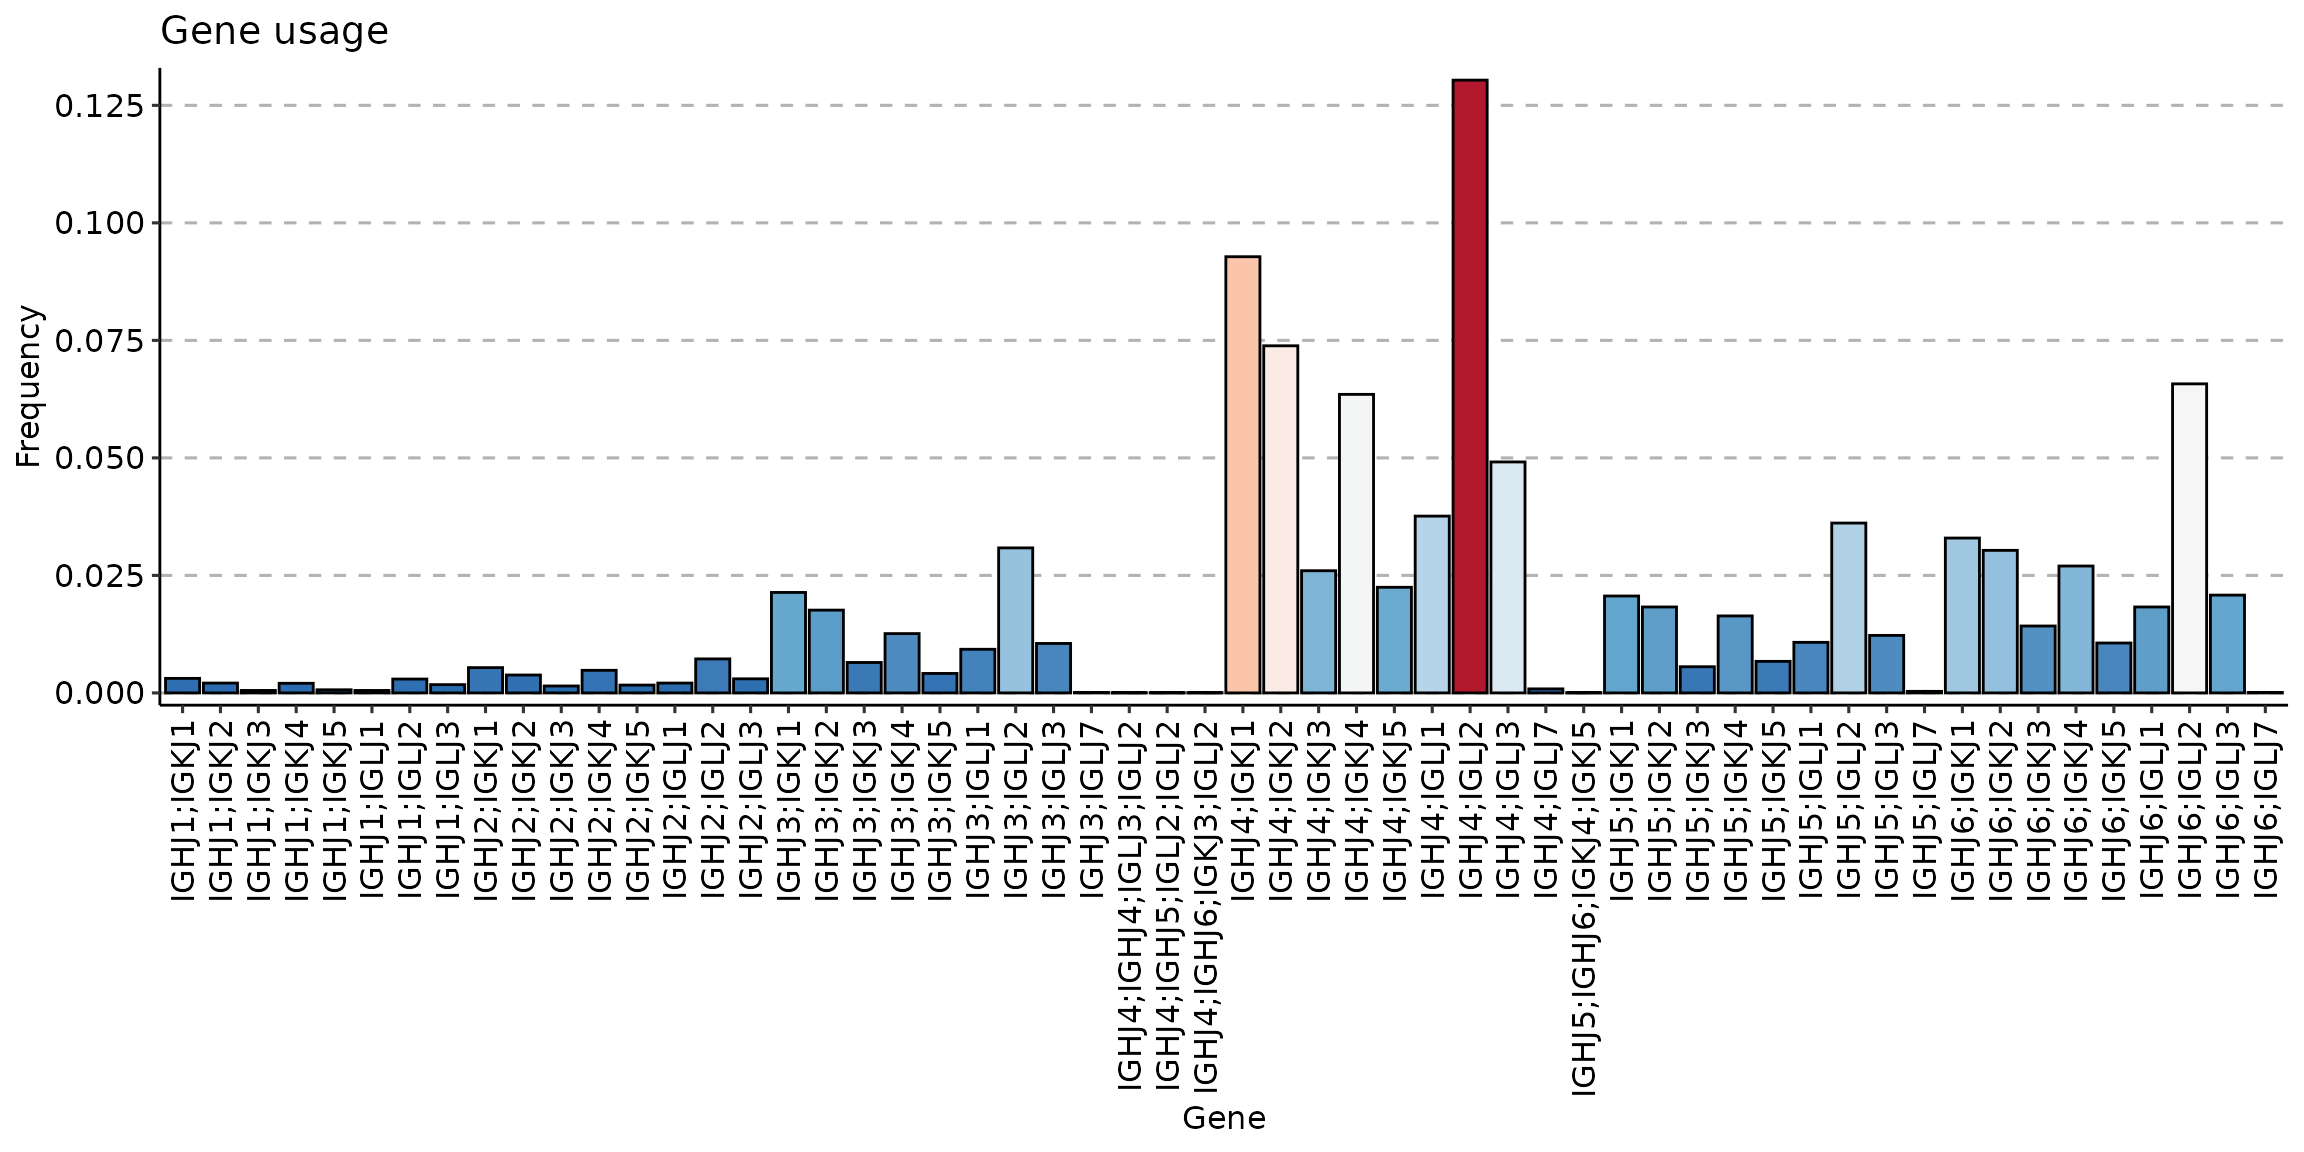 Gene usage
Frequency
0.125
0.100
0.075
0.050
0.025
0.000
IGHJ1;IGKJ1
IGHJ1;IGKJ2
IGHJ1;IGKJ3
IGHJ1;IGKJ4
IGHJ1;IGKJ5
IGHJ1;IGLJ1
IGHJ1;IGLJ2
IGHJ1;IGLJ3
IGHJ2;IGKJ1
IGHJ2;IGKJ2
IGHJ2;IGKJ3
IGHJ2;IGKJ4
IGHJ2;IGKJ5
IGHJ2;IGLJ1
IGHJ2;IGLJ2
IGHJ2;IGLJ3
IGHJ3;IGKJ1
IGHJ3;IGKJ2
IGHJ3;IGKJ3
IGHJ3;IGKJ4
IGHJ3;IGKJ5
IGHJ3;IGLJ1
IGHJ3;IGLJ2
IGHJ3;IGLJ3
IGHJ3;IGLJ7
IGHJ4;IGHJ4;IGLJ3;IGLJ2
IGHJ4;IGHJ5;IGLJ2;IGLJ2
IGHJ4;IGHJ6;IGKJ3;IGLJ2
IGHJ4;IGKJ1
IGHJ4;IGKJ2
IGHJ4;IGKJ3
IGHJ4;IGKJ4
IGHJ4;IGKJ5
IGHJ4;IGLJ1
IGHJ4;IGLJ2
IGHJ4;IGLJ3
IGHJ4;IGLJ7
IGHJ5;IGHJ6;IGKJ4;IGKJ5
IGHJ5;IGKJ1
IGHJ5;IGKJ2
IGHJ5;IGKJ3
IGHJ5;IGKJ4
IGHJ5;IGKJ5
IGHJ5;IGLJ1
IGHJ5;IGLJ2
IGHJ5;IGLJ3
IGHJ5;IGLJ7
IGHJ6;IGKJ1
IGHJ6;IGKJ2
IGHJ6;IGKJ3
IGHJ6;IGKJ4
IGHJ6;IGKJ5
IGHJ6;IGLJ1
IGHJ6;IGLJ2
IGHJ6;IGLJ3
IGHJ6;IGLJ7
Gene